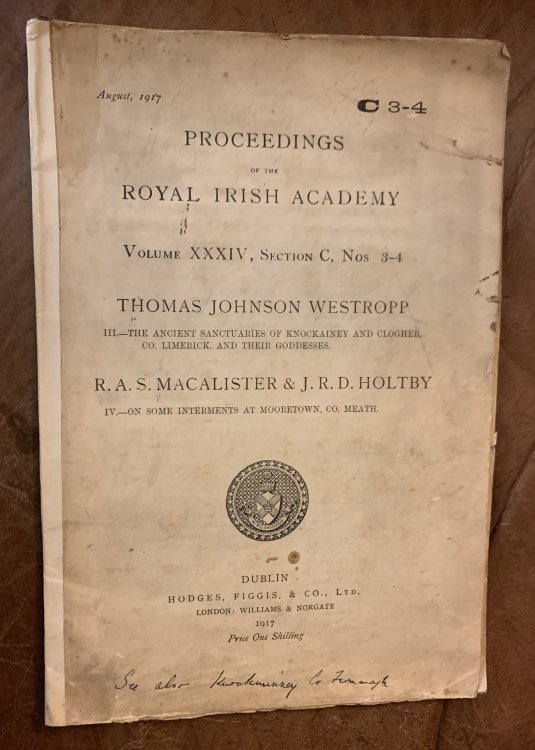 August, 1917
C 3-4
PROCEEDINGS
OF THE
ROYAL IRISH ACADEMY
VOLUME XXXIV, SECTION C, NOS 3-4
THOMAS JOHNSON WESTROPP
III.—THE ANCIENT SANCTUARIES OF KNOCKAINEY AND CLOGHER,
CO. LIMERICK, AND THEIR GODDESSES.
R. A. S. MACALISTER & J. R. D. HOLTBY
IV.—ON SOME INTERMENTS AT MOORETOWN, CO. MEATH.
DUBLIN
HODGES, FIGGIS, & CO., LTD.
LONDON: WILLIAMS & NORGATE
1917
Price One Shilling
See also Knockninney Co Fermanagh